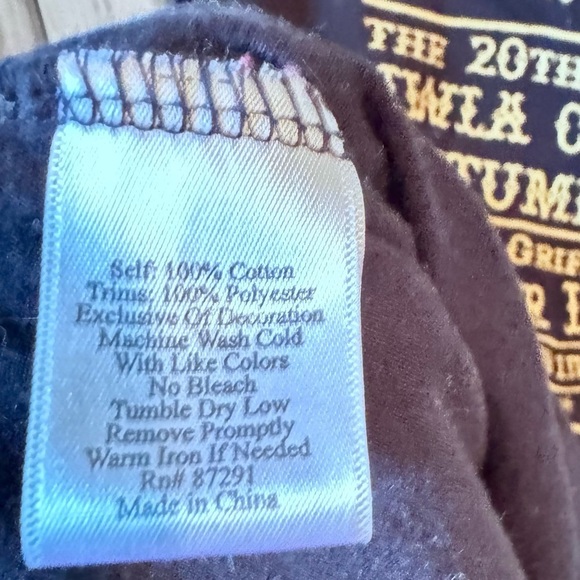 Self: 100% Cotton
Trims: 100% Polyester
Exclusive Of Decoration
Machine Wash Cold
With Like Colors
No Bleach
Tumble Dry Low
Remove Promptly
Warm Iron If Needed
Rn# 87291
Made in China
THE 20TH